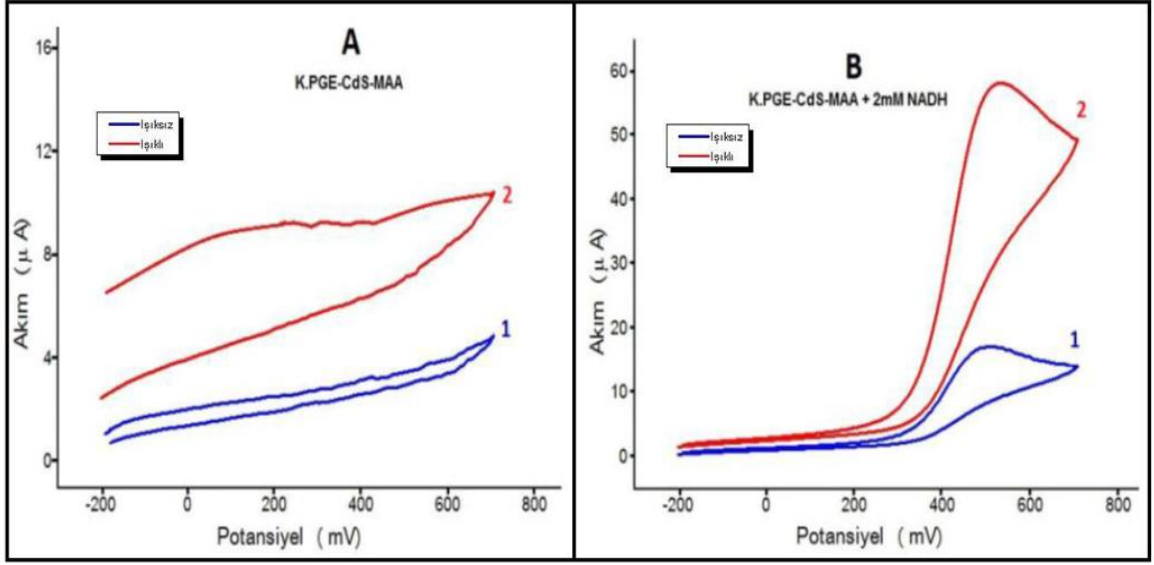 A
K.PGE-CdS-MAA
Işıksız
Işıklı
16
12
8
4
0
Akım ( µ A)
2
1
-200 0 200 400 600 800
Potansiyel ( mV)
B
K.PGE-CdS-MAA + 2mM NADH
Işıksız
Işıklı
60
50
40
30
20
10
0
Akım ( µ A)
2
1
-200 0 200 400 600 800
Potansiyel ( mV)